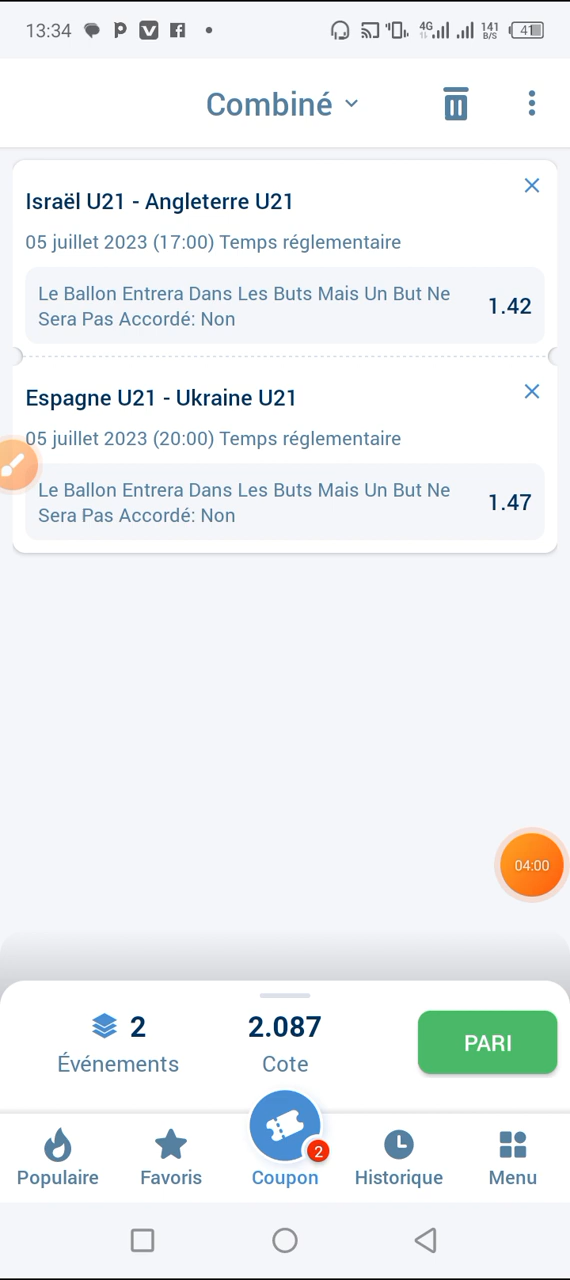 13:34
4G
141
B/S
41
Combiné
Israël U21 - Angleterre U21
05 juillet 2023 (17:00) Temps réglementaire
Le Ballon Entrera Dans Les Buts Mais Un But Ne
Sera Pas Accordé: Non
1.42
Espagne U21 - Ukraine U21
05 juillet 2023 (20:00) Temps réglementaire
Le Ballon Entrera Dans Les Buts Mais Un But Ne
Sera Pas Accordé: Non
1.47
04:00
2
Événements
2.087
Cote
PARI
Populaire
Favoris
2
Coupon
Historique
Menu